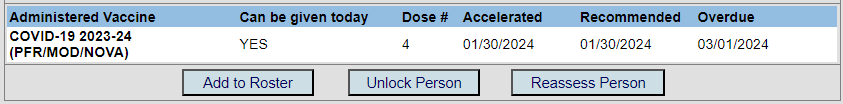 Administered Vaccine Can be given today Dose # Accelerated Recommended Overdue
COVID-19 2023-24
(PFR/MOD/NOVA) YES 4 01/30/2024 01/30/2024 03/01/2024
Add to Roster Unlock Person Reassess Person